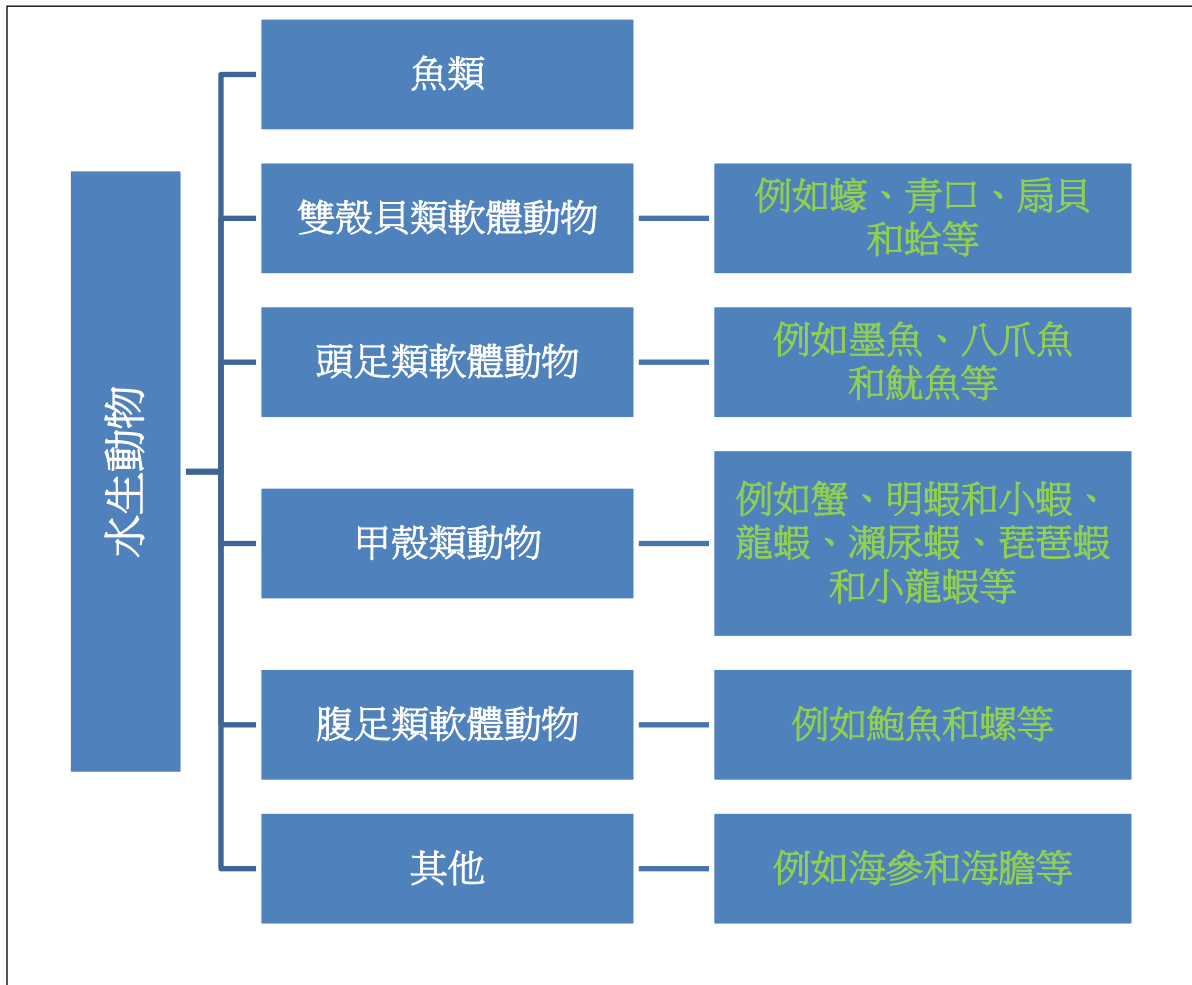 水生動物
魚類
雙殼貝類軟體動物
例如蠔、青口、扇貝
和蛤等
頭足類軟體動物
例如墨魚、八爪魚
和魷魚等
甲殼類動物
例如蟹、明蝦和小蝦、
龍蝦、瀨尿蝦、琵琶蝦
和小龍蝦等
腹足類軟體動物
例如鮑魚和螺等
其他
例如海參和海膽等